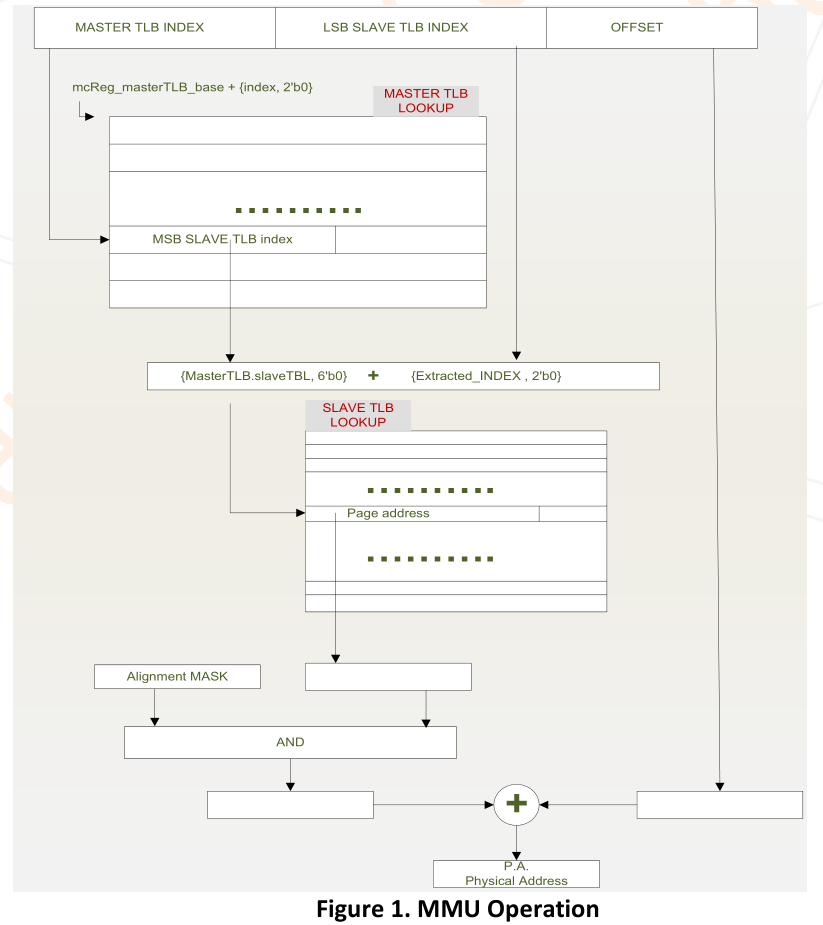 MASTER TLB INDEX LSB SLAVE TLB INDEX OFFSET
mcReg_masterTLB_base + {index, 2'b0}
MASTER TLB
LOOKUP
MSB SLAVE TLB index
{MasterTLB.slaveTBL, 6'b0} + {Extracted_INDEX , 2'b0}
SLAVE TLB
LOOKUP
Page address
Alignment MASK
AND
+
P.A.
Physical Address
Figure 1. MMU Operation